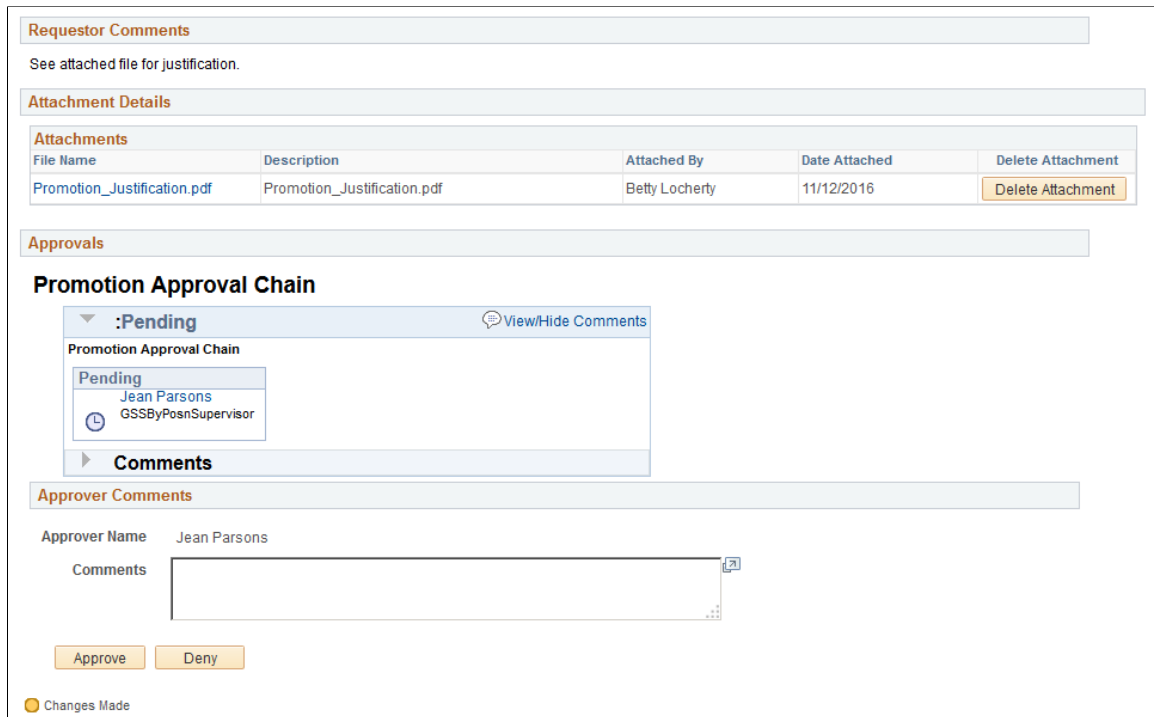 Requestor Comments
See attached file for justification.
Attachment Details
Attachments
File Name Description Attached By Date Attached Delete Attachment
Promotion_Justification.pdf Promotion_Justification.pdf Betty Locherty 11/12/2016 Delete Attachment
Approvals
Promotion Approval Chain
:Pending View/Hide Comments
Promotion Approval Chain
Pending
Jean Parsons
GSSByPosnSupervisor
Comments
Approver Comments
Approver Name Jean Parsons
Comments
Approve Deny
Changes Made